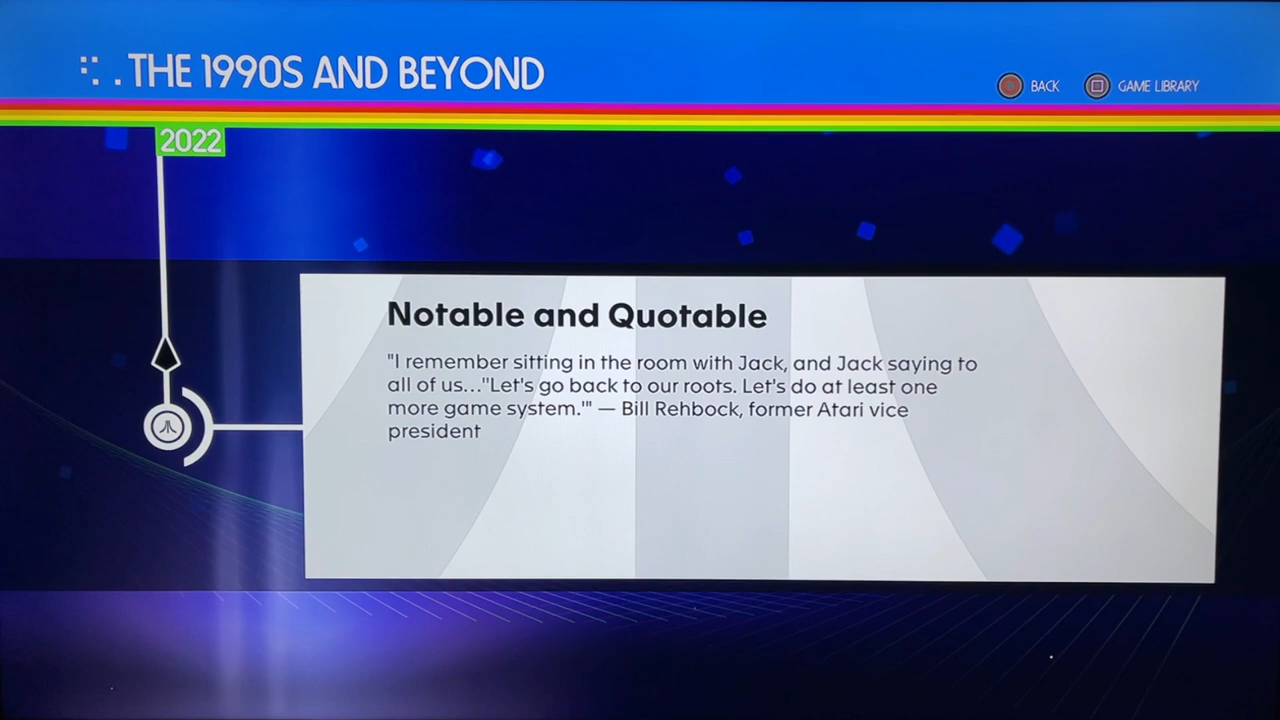 THE 1990S AND BEYOND
BACK
GAME LIBRARY
2022
Notable and Quotable
"I remember sitting in the room with Jack, and Jack saying to
all of us..."Let's go back to our roots. Let's do at least one
more game system.'" — Bill Rehbock, former Atari vice
president